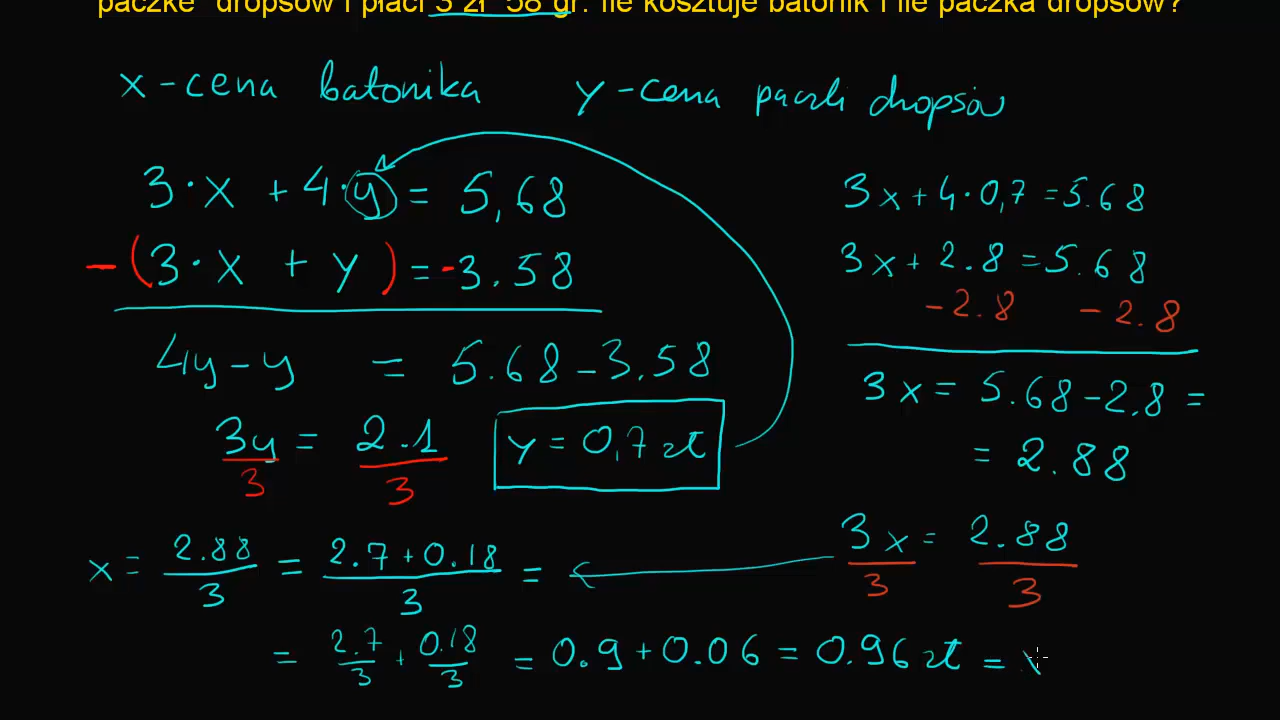 paczkę dropsów i płaci 3 zł 58 gr. Ile kosztuje batonik i ile paczka dropsów?
x - cena batonika y - cena paczki dropsów
3·x + 4·y = 5,68
-(3·x + y) = -3.58
4y - y = 5.68 - 3.58
3y/3 = 2.1/3
y = 0,7 zł
3x + 4·0,7 = 5.68
3x + 2.8 = 5.68
-2.8 -2.8
3x = 5.68 - 2.8 =
= 2.88
3x/3 = 2.88/3
x = 2.88/3 = (2.7 + 0.18)/3 =
= 2.7/3 + 0.18/3 = 0.9 + 0.06 = 0.96 zł = x